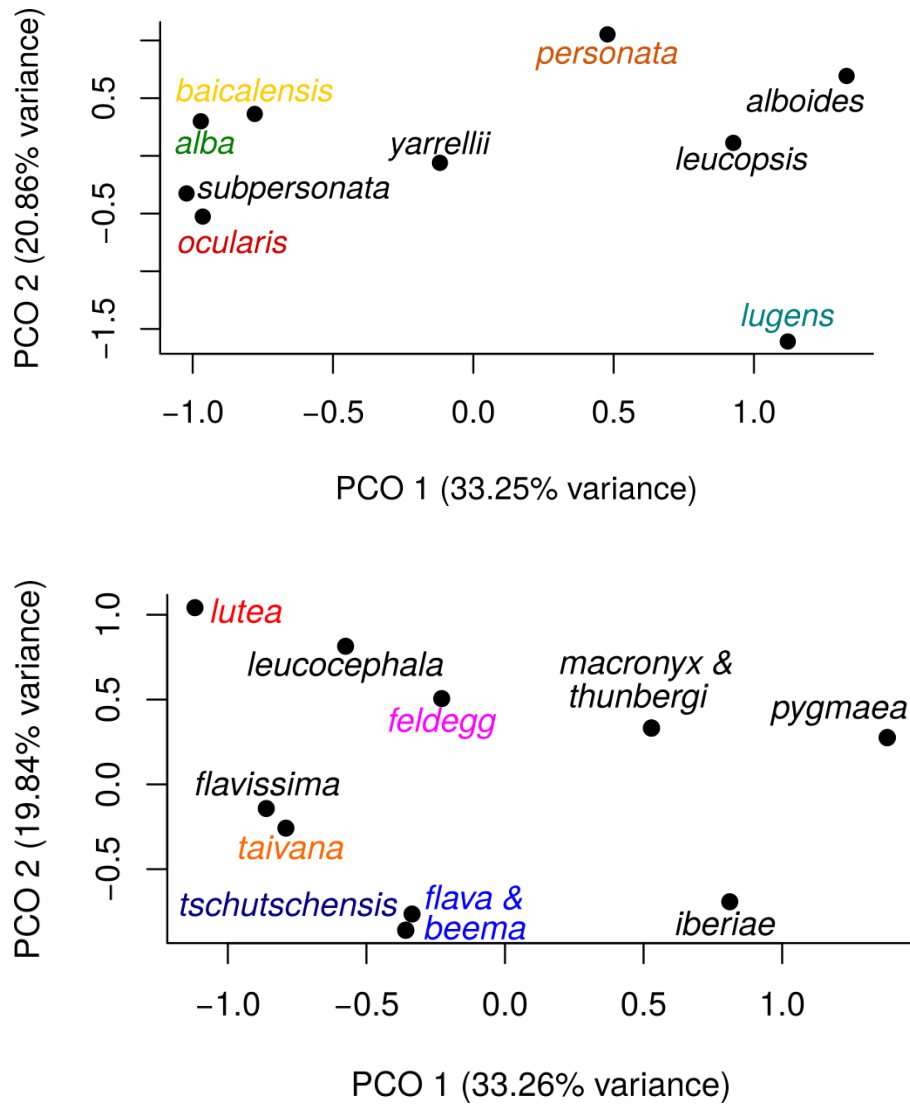 PCO 2 (20.86% variance)
0.5
−0.5
−1.5
personata
baicalensis
alboides
alba
yarrellii
leucopsis
subpersonata
ocularis
lugens
−1.0 −0.5 0.0 0.5 1.0
PCO 1 (33.25% variance)
PCO 2 (19.84% variance)
1.0
0.5
0.0
−0.5
lutea
leucocephala
macronyx &
thunbergi
feldegg
pygmaea
flavissima
taivana
tschutschensis
flava &
beema
iberiae
−1.0 −0.5 0.0 0.5 1.0
PCO 1 (33.26% variance)